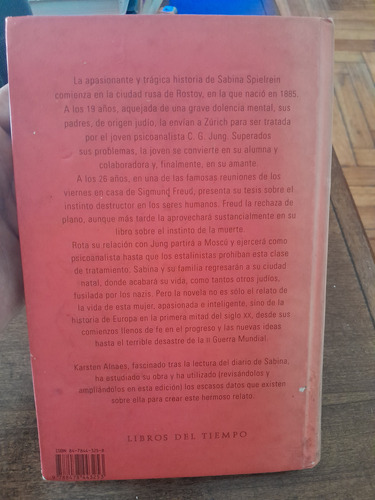 La apasionante y trágica historia de Sabina Spielrein
comienza en la ciudad rusa de Rostov, en la que nació en 1885.
A los 19 años, aquejada de una grave dolencia mental, sus
padres, de origen judío, la envían a Zúrich para ser tratada
por el joven psicoanalista C. G. Jung. Superados
sus problemas, la joven se convierte en su alumna y
colaboradora y, finalmente, en su amante.
A los 26 años, en una de las famosas reuniones de los
viernes en casa de Sigmund Freud, presenta su tesis sobre el
instinto destructor en los seres humanos. Freud la rechaza de
plano, aunque más tarde la aprovechará sustancialmente en su
libro sobre el instinto de la muerte.
Rota su relación con Jung partirá a Moscú y ejercerá como
psicoanalista hasta que los estalinistas prohíban esta clase
de tratamiento. Sabina y su familia regresarán a su ciudad
natal, donde acabará su vida, como tantos otros judíos,
fusilada por los nazis. Pero la novela no es sólo el relato de
la vida de esta mujer, apasionada e inteligente, sino de la
historia de Europa en la primera mitad del siglo XX, desde sus
comienzos llenos de fe en el progreso y las nuevas ideas
hasta el terrible desastre de la II Guerra Mundial.
Karsten Alnaes, fascinado tras la lectura del diario de Sabina,
ha estudiado su obra y ha utilizado (revisándolos y
ampliándolos en esta edición) los escasos datos que existen
sobre ella para crear este hermoso relato.
LIBROS DEL TIEMPO